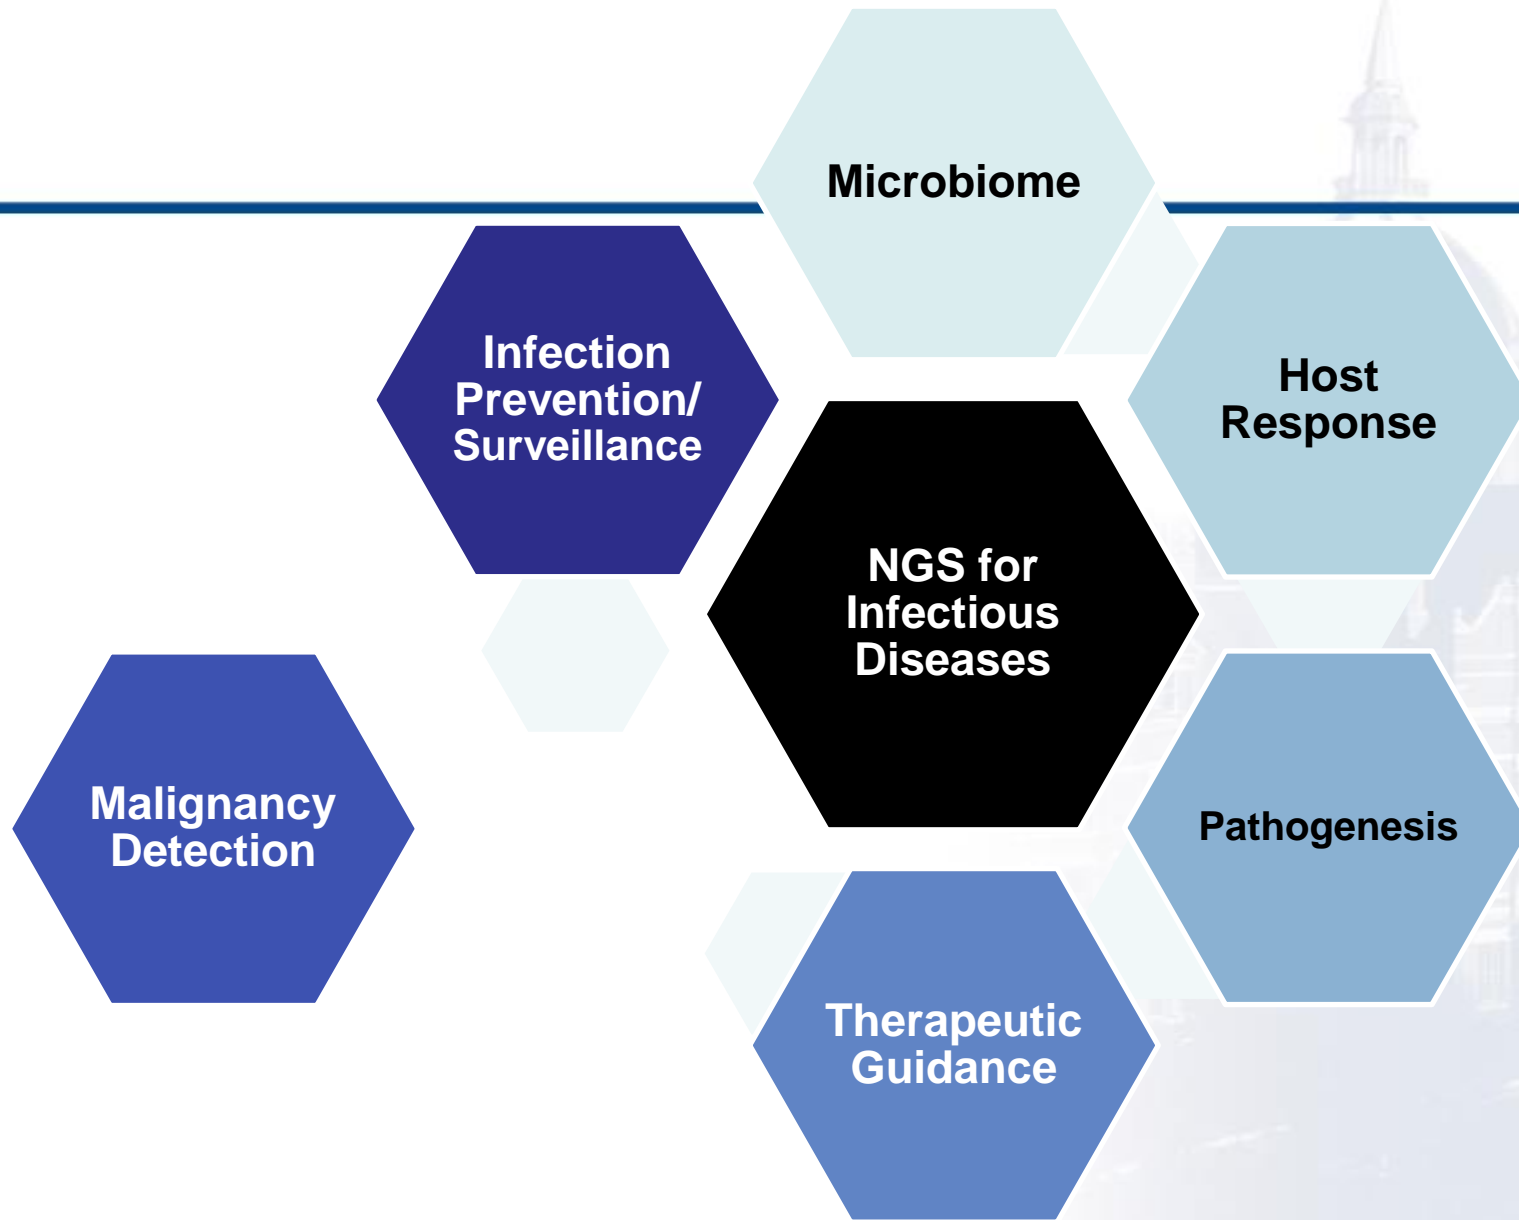 Microbiome
Infection
Prevention/
Surveillance
Host
Response
NGS for
Infectious
Diseases
Malignancy
Detection
Pathogenesis
Therapeutic
Guidance